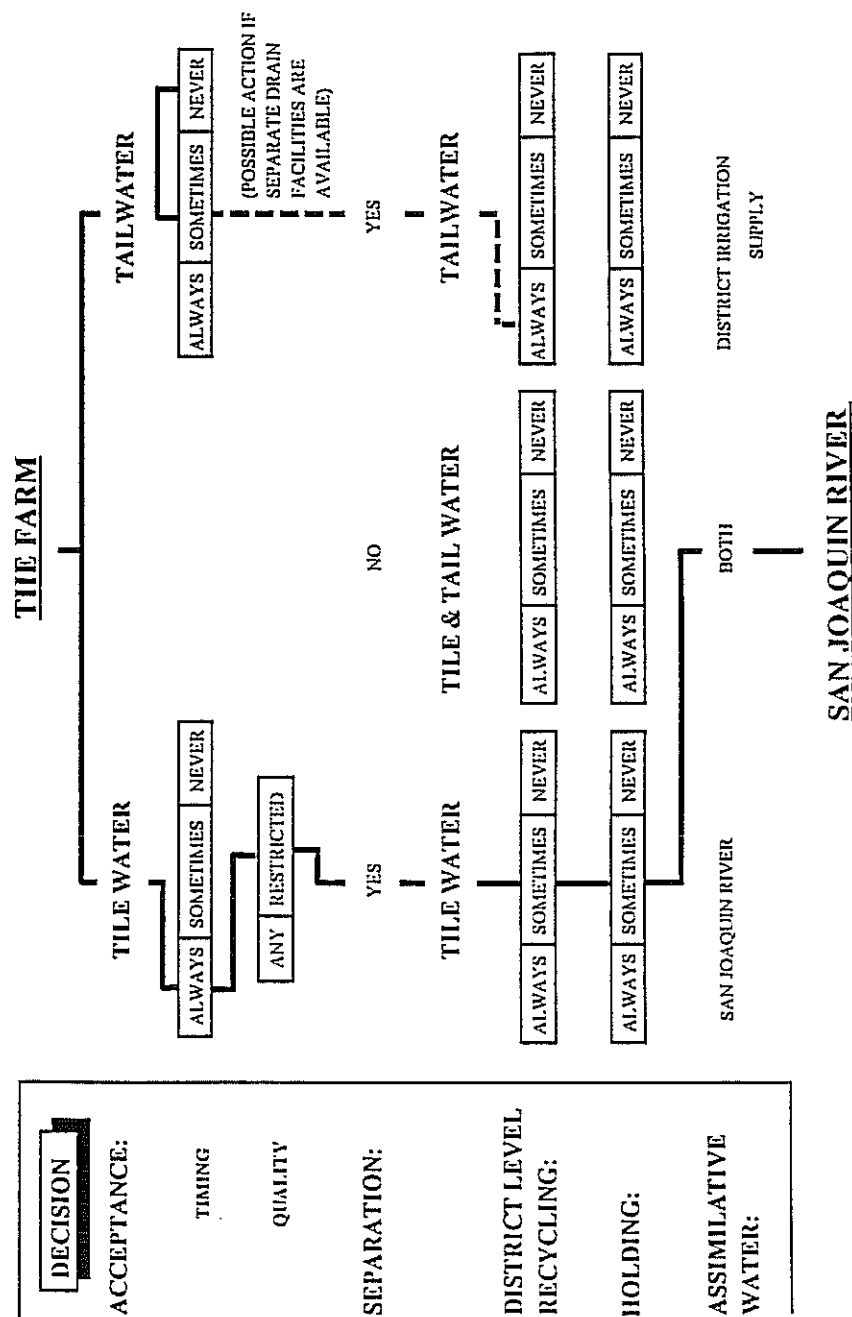 THE FARM
DECISION
ACCEPTANCE:
TILE WATER
TAILWATER
TIMING
ALWAYS SOMETIMES NEVER
ALWAYS SOMETIMES NEVER
QUALITY
ANY RESTRICTED
(POSSIBLE ACTION IF
SEPARATE DRAIN
FACILITIES ARE
AVAILABLE)
SEPARATION:
YES
NO
YES
TILE WATER
TILE & TAIL WATER
TAILWATER
DISTRICT LEVEL
RECYCLING:
ALWAYS SOMETIMES NEVER
ALWAYS SOMETIMES NEVER
ALWAYS SOMETIMES NEVER
HOLDING:
ALWAYS SOMETIMES NEVER
ALWAYS SOMETIMES NEVER
ALWAYS SOMETIMES NEVER
ASSIMILATIVE
WATER:
SAN JOAQUIN RIVER
BOTH
DISTRICT IRRIGATION
SUPPLY
SAN JOAQUIN RIVER